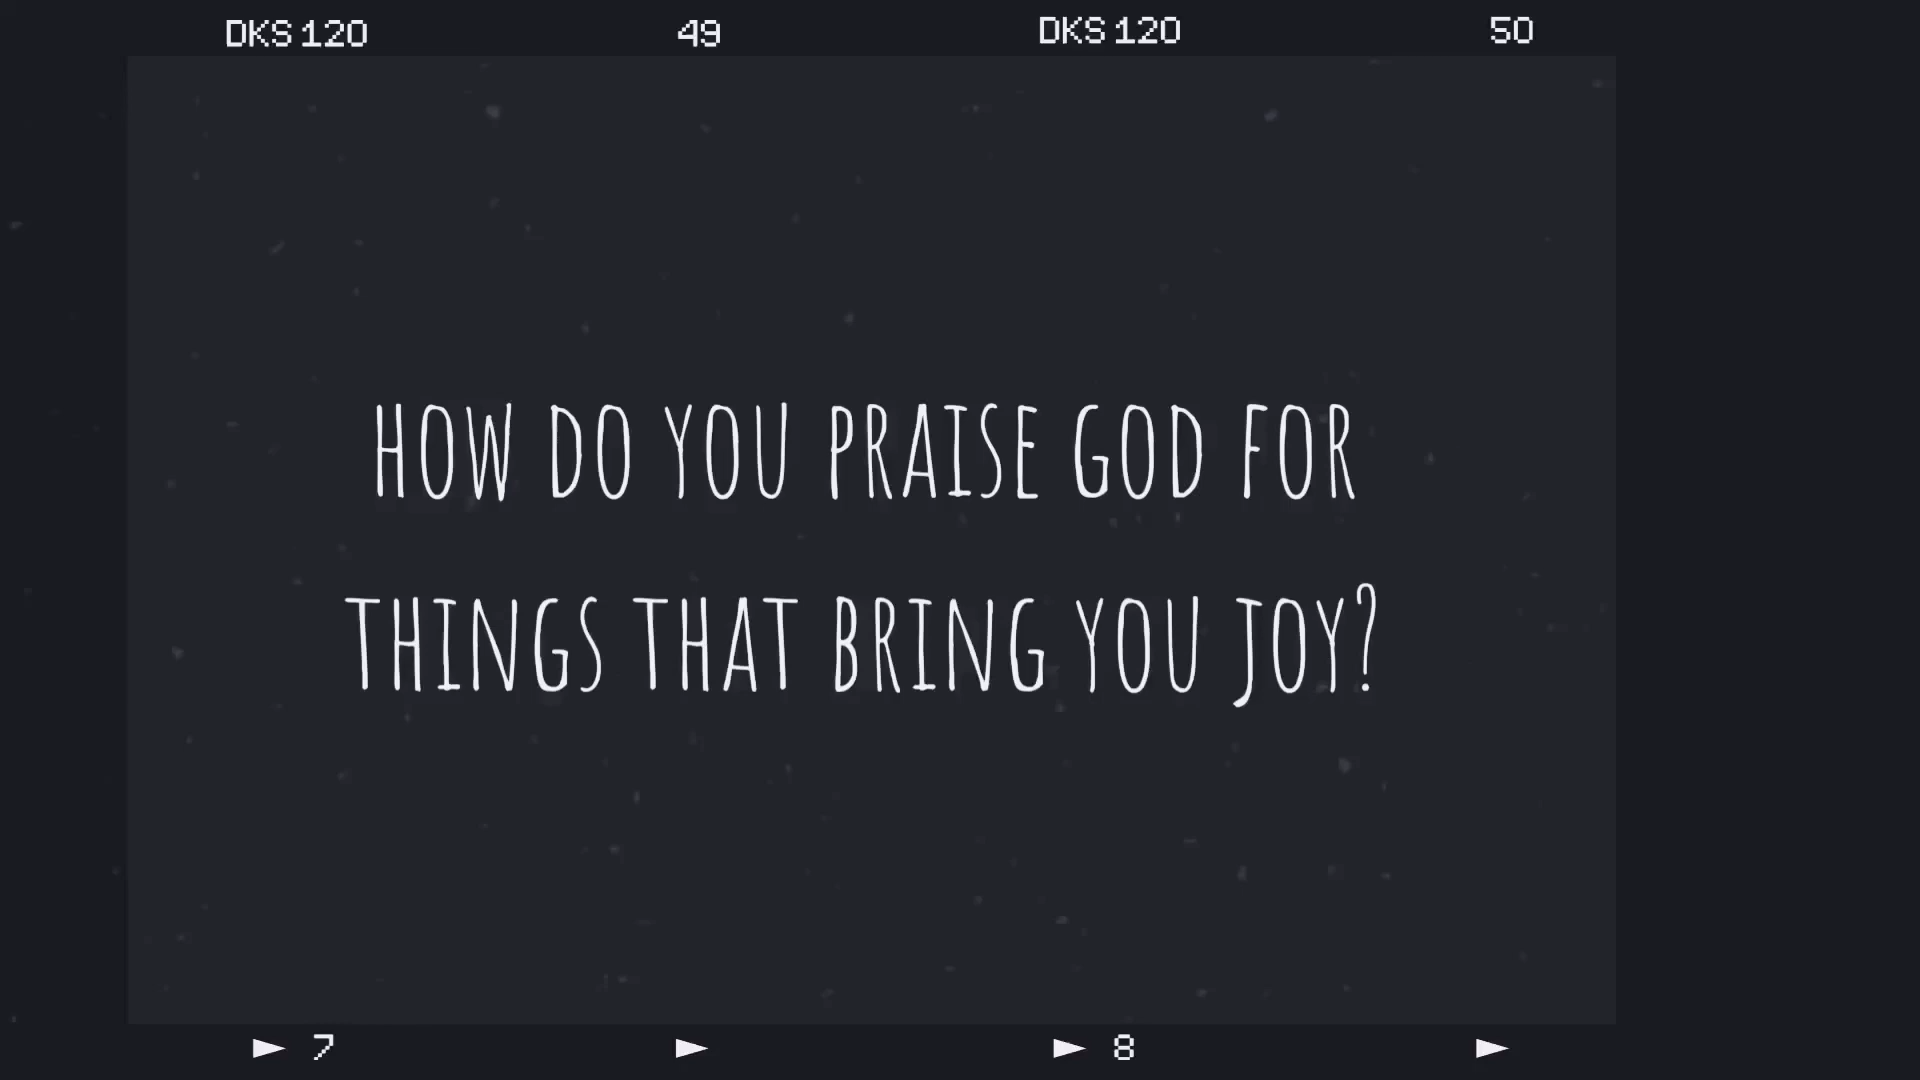 DKS 120 49 DKS 120 50
HOW DO YOU PRAISE GOD FOR
THINGS THAT BRING YOU JOY?
7 8